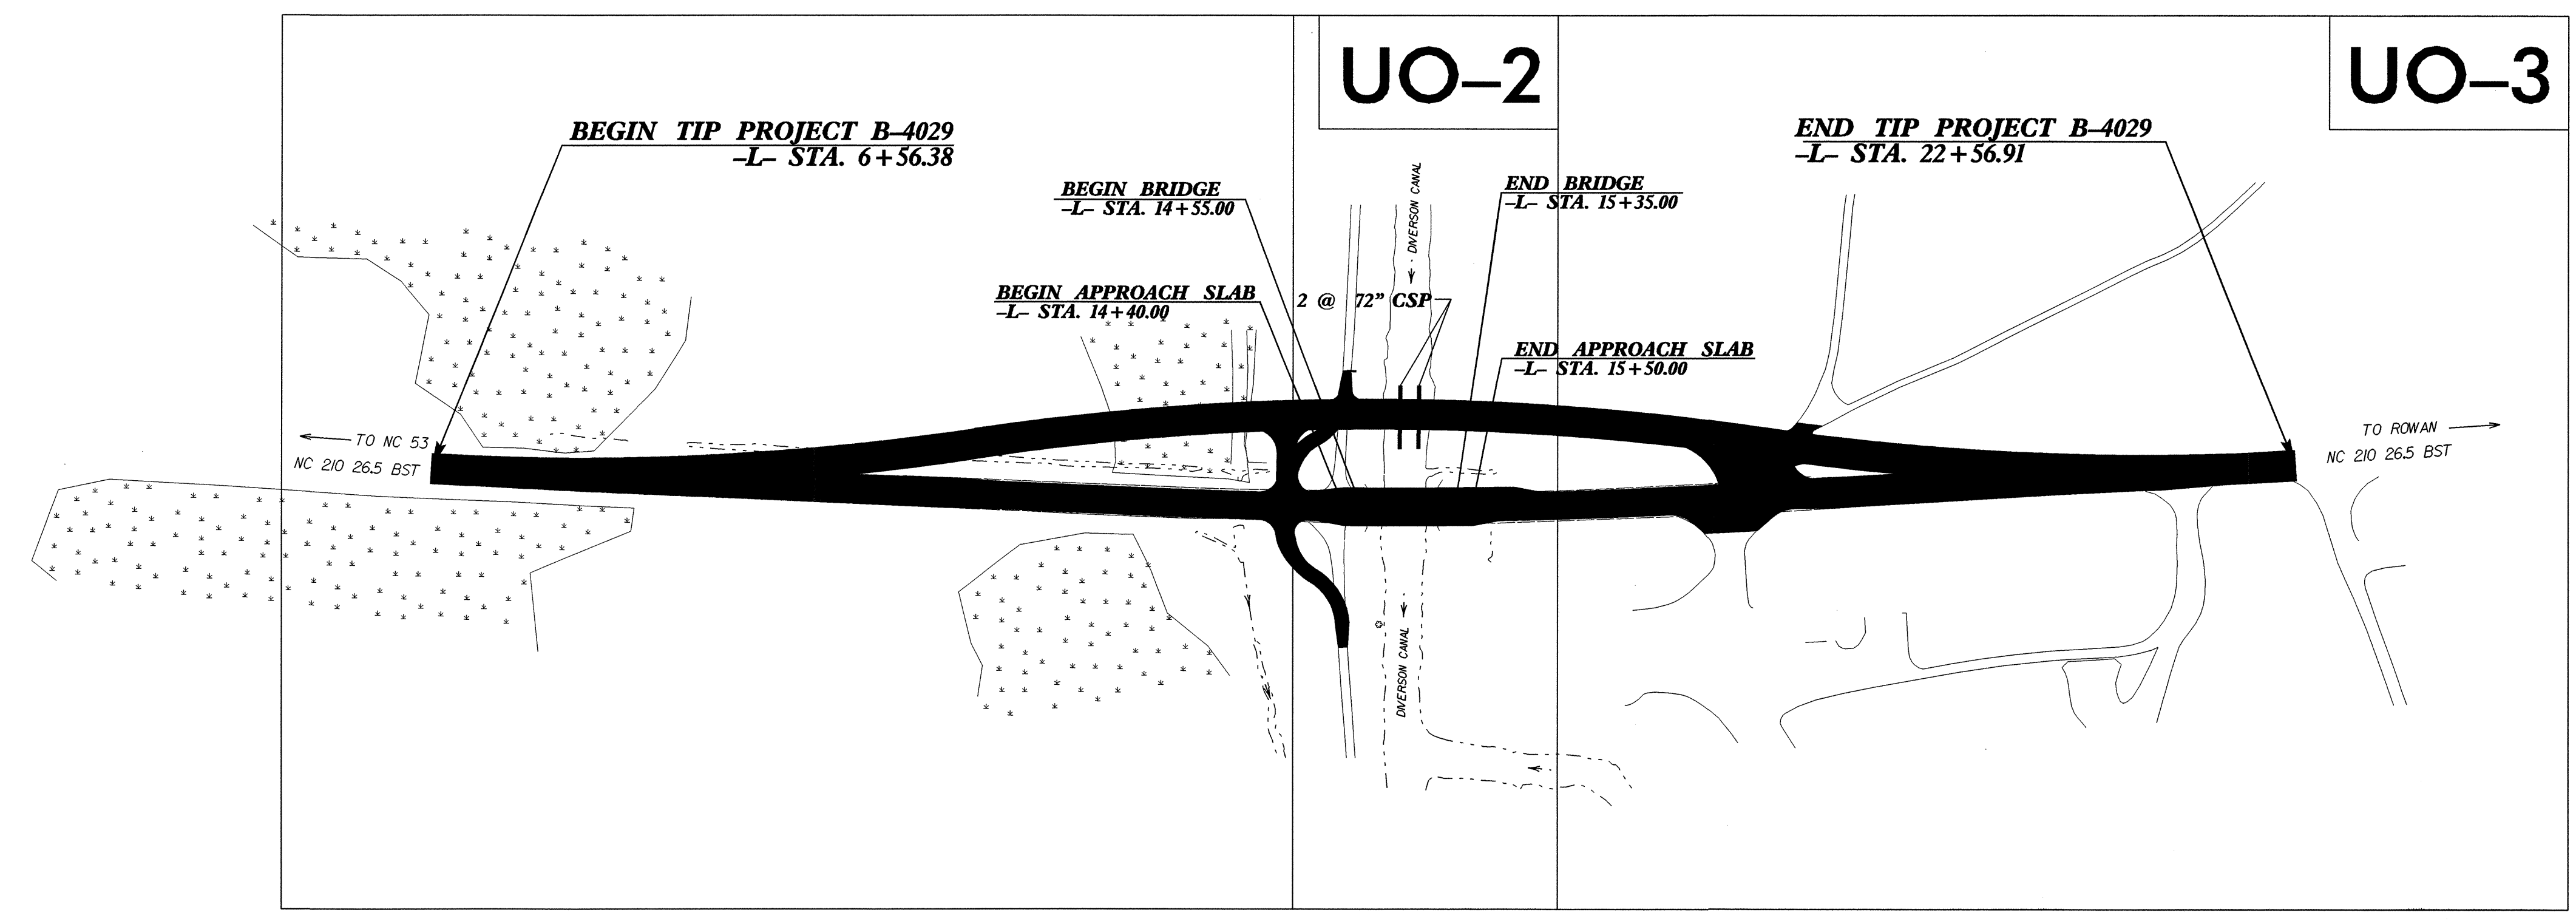 UO–2
UO–3
BEGIN TIP PROJECT B–4029
–L– STA. 6+56.38
END TIP PROJECT B–4029
–L– STA. 22+56.91
BEGIN BRIDGE
–L– STA. 14+55.00
DIVERSON CANAL
END BRIDGE
–L– STA. 15+35.00
BEGIN APPROACH SLAB
–L– STA. 14+40.00
2 @ 72” CSP
END APPROACH SLAB
–L– STA. 15+50.00
TO NC 53
NC 210 26.5 BST
TO ROWAN
NC 210 26.5 BST
DIVERSON CANAL